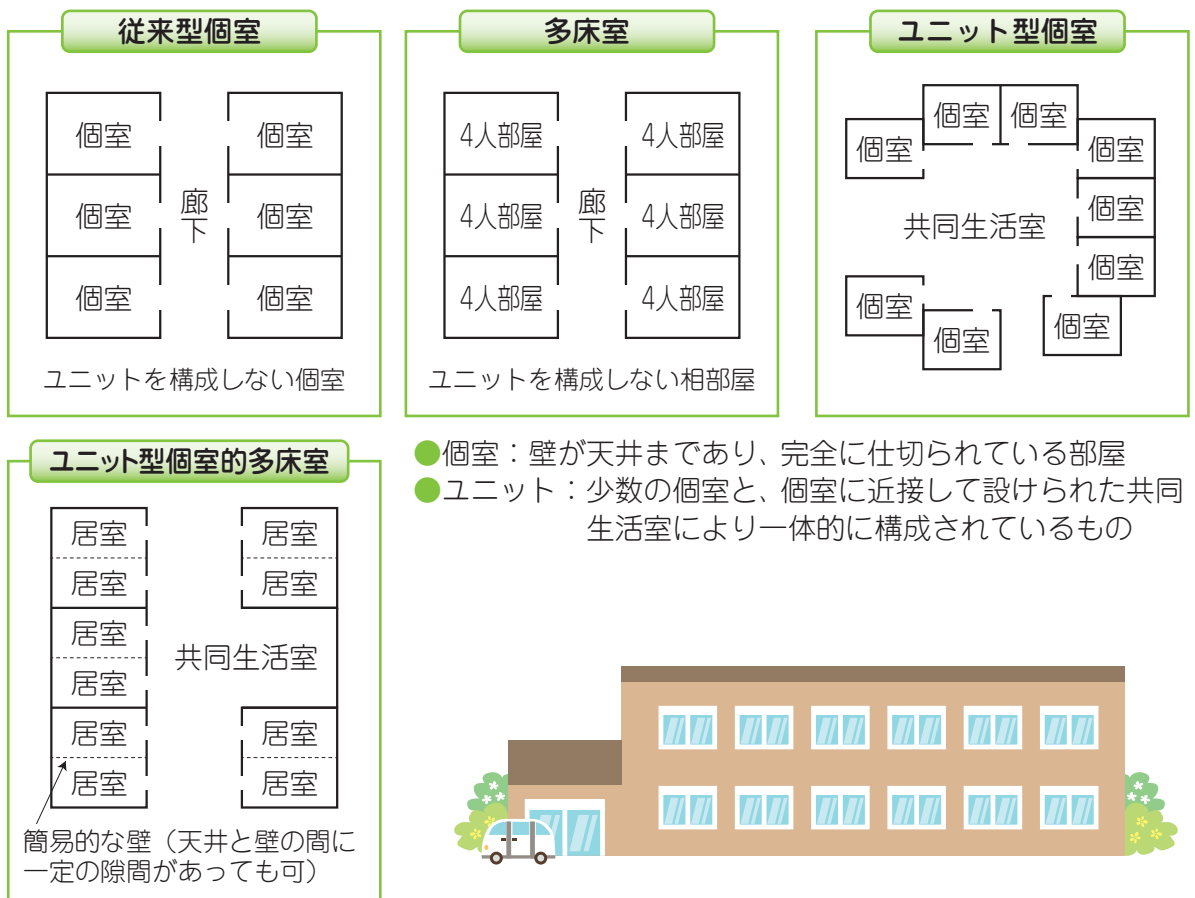 従来型個室
個室
個室
個室
廊下
個室
個室
個室
ユニットを構成しない個室
多床室
4人部屋
4人部屋
4人部屋
廊下
4人部屋
4人部屋
4人部屋
ユニットを構成しない相部屋
ユニット型個室
個室
個室
個室
個室
個室
個室
共同生活室
個室
個室
個室
ユニット型個室的多床室
居室
居室
居室
居室
居室
居室
共同生活室
居室
居室
居室
居室
簡易的な壁（天井と壁の間に
一定の隙間があっても可）
●個室：壁が天井まであり、完全に仕切られている部屋
●ユニット：少数の個室と、個室に近接して設けられた共同
生活室により一体的に構成されているもの